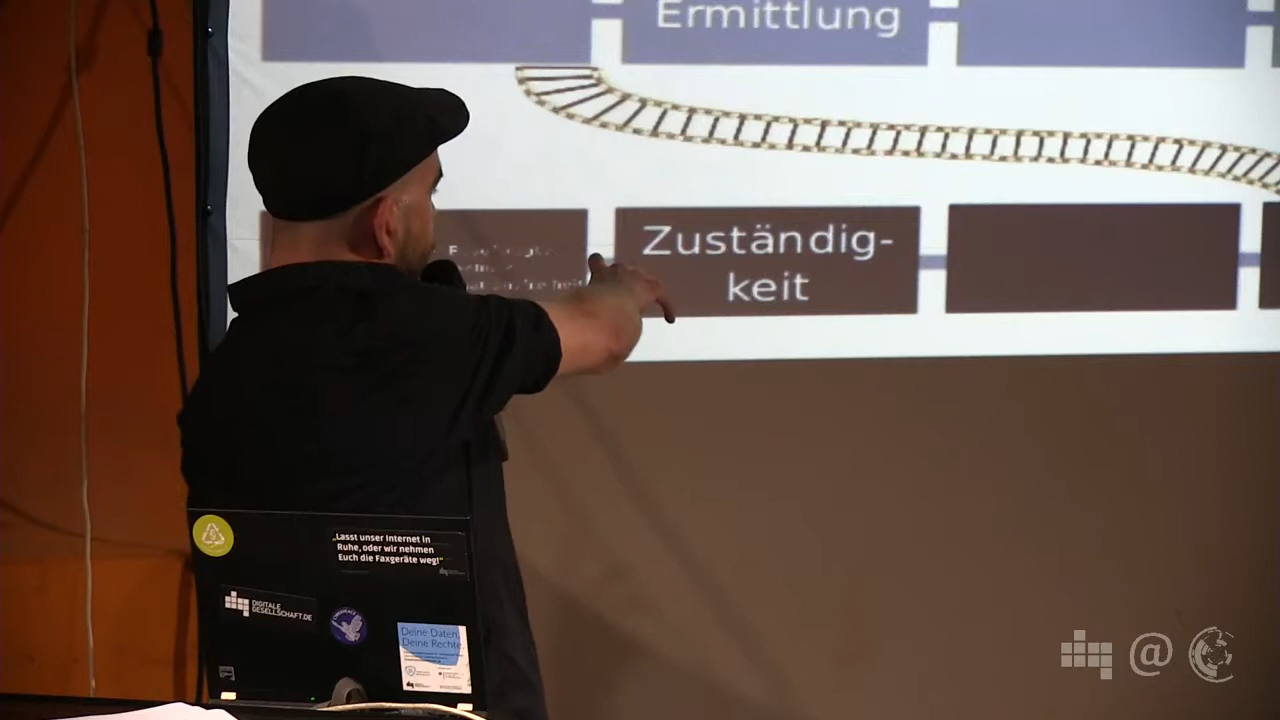 Ermittlung
Zuständig-
keit
„Lasst unser Internet in
Ruhe, oder wir nehmen
Euch die Faxgeräte weg!“
DIGITALE
GESELLSCHAFT.DE
Deine Daten.
Deine Rechte.
@